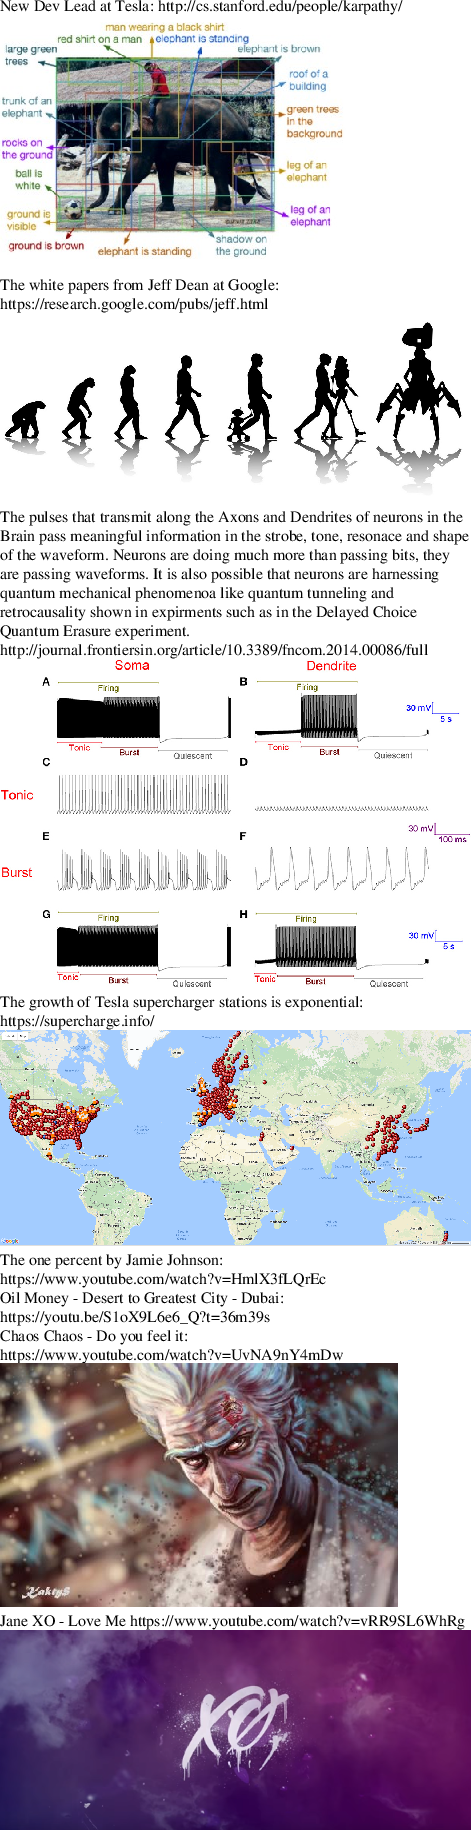 New Dev Lead at Tesla: http://cs.stanford.edu/people/karpathy/
man wearing a black shirt
red shirt on a man
elephant is standing
large green
trees
elephant is brown
roof of a
building
trunk of an
elephant
green trees
in the
background
rocks on
the ground
leg of an
elephant
ball is
white
ground is
visible
leg of an
elephant
ground is brown
elephant is standing
shadow on
the ground
The white papers from Jeff Dean at Google:
https://research.google.com/pubs/jeff.html
The pulses that transmit along the Axons and Dendrites of neurons in the
Brain pass meaningful information in the strobe, tone, resonace and shape
of the waveform. Neurons are doing much more than passing bits, they
are passing waveforms. It is also possible that neurons are harnessing
quantum mechanical phenomenoa like quantum tunneling and
retrocausality shown in expirments such as in the Delayed Choice
Quantum Erasure experiment.
http://journal.frontiersin.org/article/10.3389/fncom.2014.00086/full
Soma Dendrite
A Firing B Firing
30 mV
5 s
Tonic Burst Quiescent Tonic Burst Quiescent
C D
Tonic
30 mV
100 ms
E F
Burst
G Firing H Firing
30 mV
5 s
Tonic Burst Quiescent Tonic Burst Quiescent
The growth of Tesla supercharger stations is exponential:
https://supercharge.info/
The one percent by Jamie Johnson:
https://www.youtube.com/watch?v=HmlX3fLQrEc
Oil Money - Desert to Greatest City - Dubai:
https://youtu.be/S1oX9L6e6_Q?t=36m39s
Chaos Chaos - Do you feel it:
https://www.youtube.com/watch?v=UvNA9nY4mDw
KaktyS
Jane XO - Love Me https://www.youtube.com/watch?v=vRR9SL6WhRg
XO,